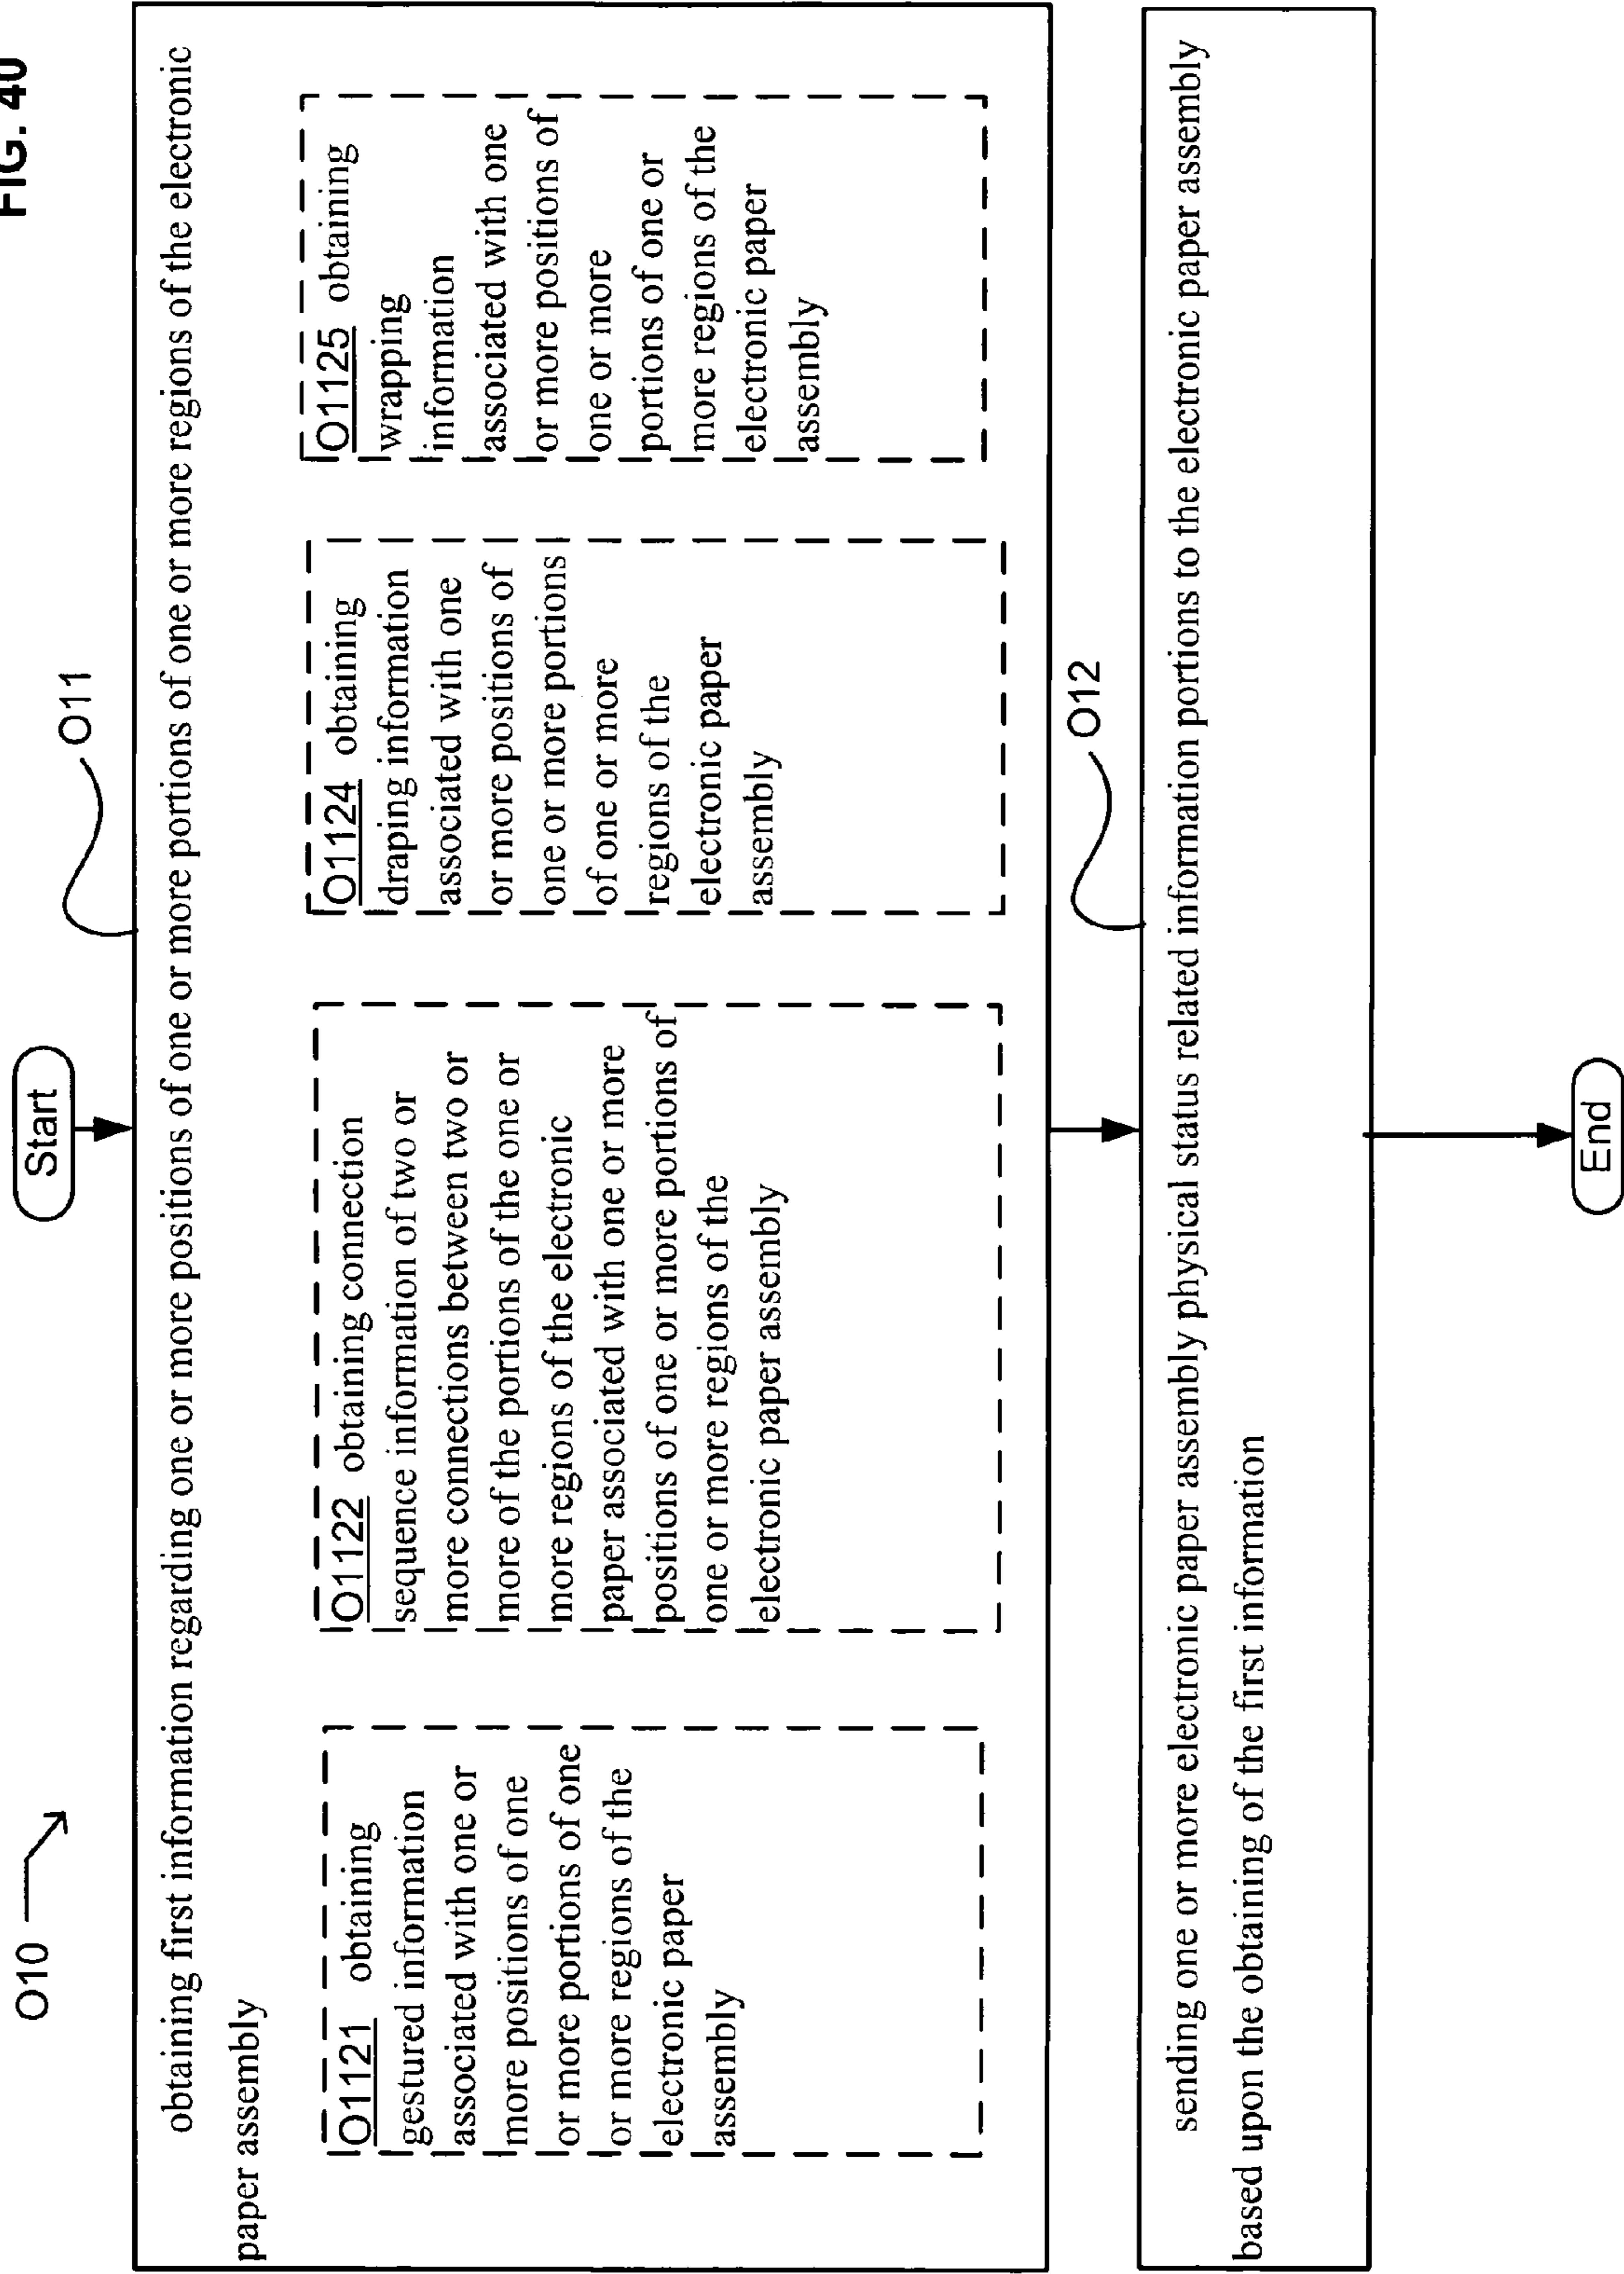 FIG. 40
O10
Start
O11
obtaining first information regarding one or more positions of one or more portions of one or more regions of the electronic
paper assembly
O1121 obtaining
gestured information
associated with one or
more positions of one
or more portions of one
or more regions of the
electronic paper
assembly
O1122 obtaining connection
sequence information of two or
more connections between two or
more of the portions of the one or
more regions of the electronic
paper associated with one or more
positions of one or more portions of
one or more regions of the
electronic paper assembly
O1124 obtaining
draping information
associated with one
or more positions of
one or more portions
of one or more
regions of the
electronic paper
assembly
O1125 obtaining
wrapping
information
associated with one
or more positions of
one or more
portions of one or
more regions of the
electronic paper
assembly
O12
sending one or more electronic paper assembly physical status related information portions to the electronic paper assembly
based upon the obtaining of the first information
End